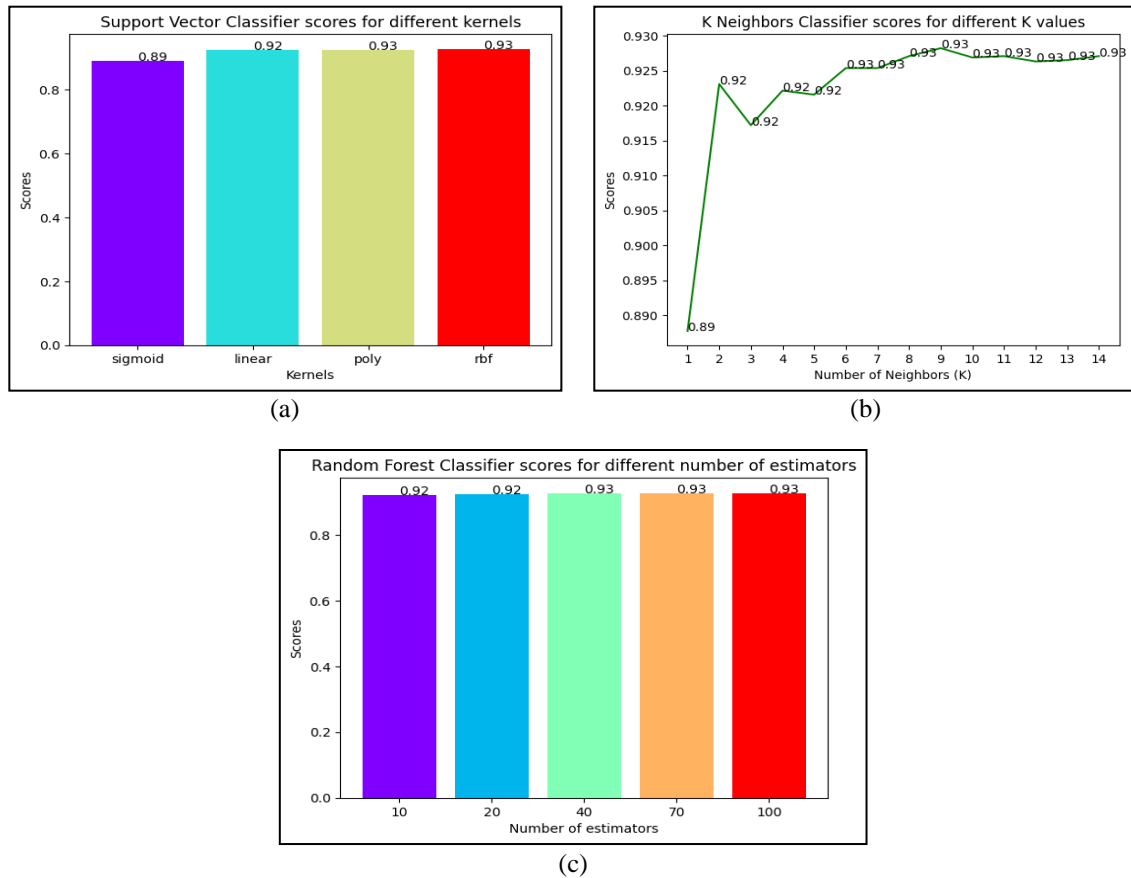 Support Vector Classifier scores for different kernels
0.89
0.92
0.93
0.93
0.8
0.6
0.4
0.2
0.0
Scores
sigmoid linear poly rbf
Kernels
(a)
K Neighbors Classifier scores for different K values
0.930
0.925
0.920
0.915
0.910
0.905
0.900
0.895
0.890
Scores
0.89
0.92
0.92
0.92
0.92
0.93
0.93
0.93
0.93
0.93
0.93
0.93
0.93
0.93
1 2 3 4 5 6 7 8 9 10 11 12 13 14
Number of Neighbors (K)
(b)
Random Forest Classifier scores for different number of estimators
0.92
0.92
0.93
0.93
0.93
0.8
0.6
0.4
0.2
0.0
Scores
10 20 40 70 100
Number of estimators
(c)